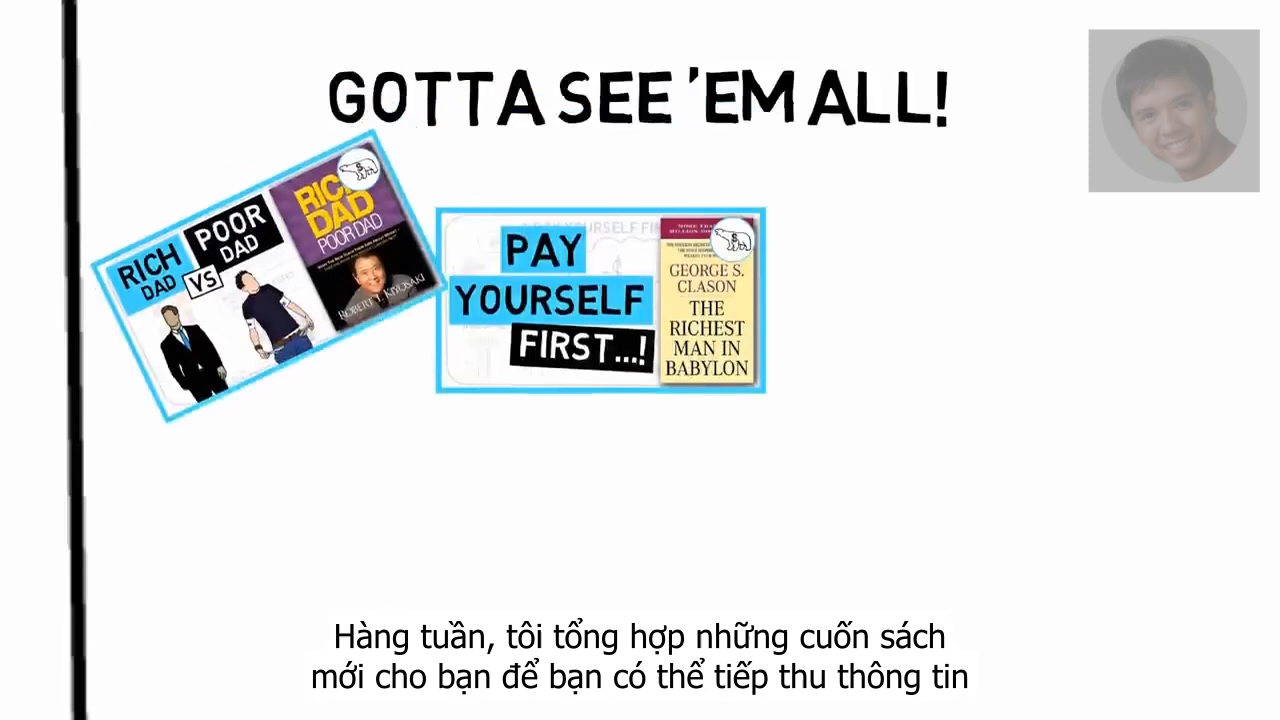 GOTTA SEE 'EM ALL!
RICH
DAD
VS
POOR
DAD
RICH
DAD
POOR DAD
ROBERT T. KIYOSAKI
PAY
YOURSELF
FIRST...!
GEORGE S.
CLASON
THE
RICHEST
MAN IN
BABYLON
Hàng tuần, tôi tổng hợp những cuốn sách
mới cho bạn để bạn có thể tiếp thu thông tin